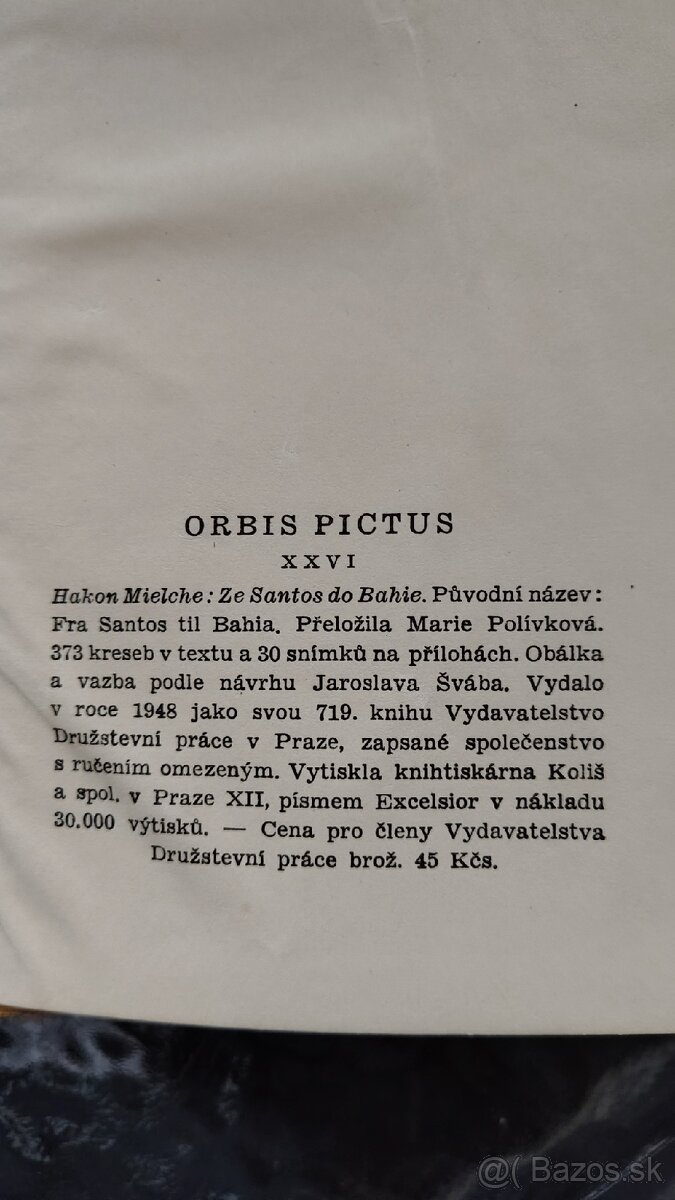 ORBIS PICTUS
XXVI
Hakon Mielche: Ze Santos do Bahie. Původní název:
Fra Santos til Bahia. Přeložila Marie Polívková.
373 kreseb v textu a 30 snímků na přílohách. Obálka
a vazba podle návrhu Jaroslava Švába. Vydalo
v roce 1948 jako svou 719. knihu Vydavatelstvo
Družstevní práce v Praze, zapsané společenstvo
s ručením omezeným. Vytiskla knihtiskárna Koliš
a spol. v Praze XII, písmem Excelsior v nákladu
30.000 výtisků. — Cena pro členy Vydavatelstva
Družstevní práce brož. 45 Kčs.
@( Bazos.sk